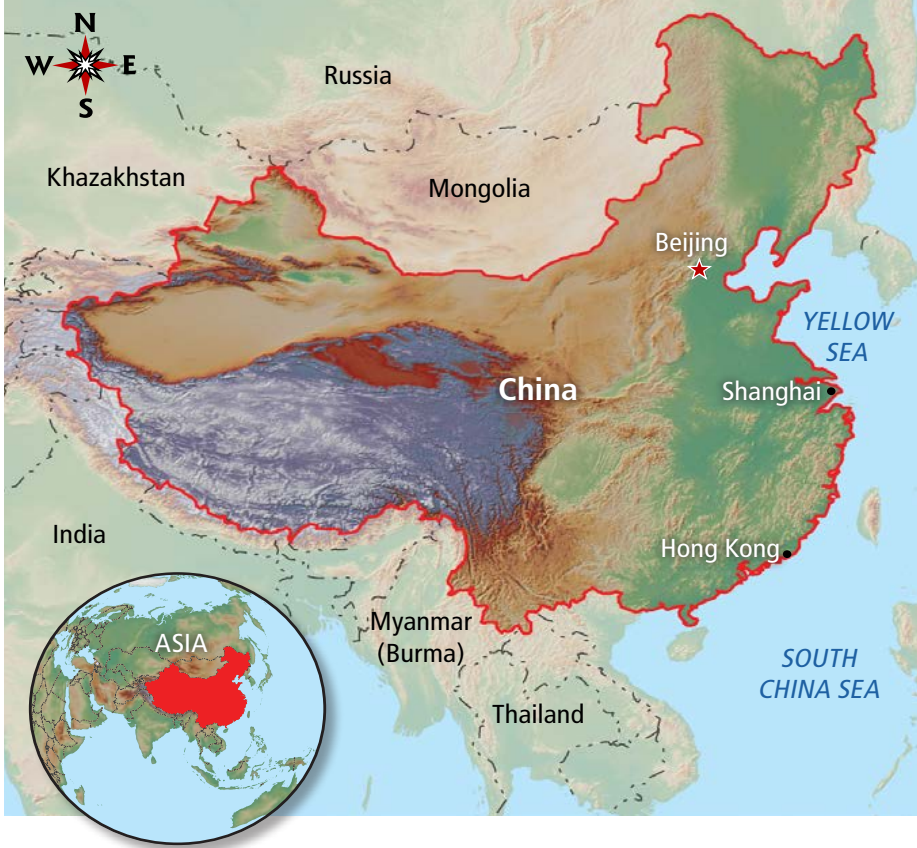 N
W E
S
Russia
Khazakhstan
Mongolia
Beijing
YELLOW
SEA
China
Shanghai
India
Hong Kong
Myanmar
(Burma)
ASIA
SOUTH
CHINA SEA
Thailand